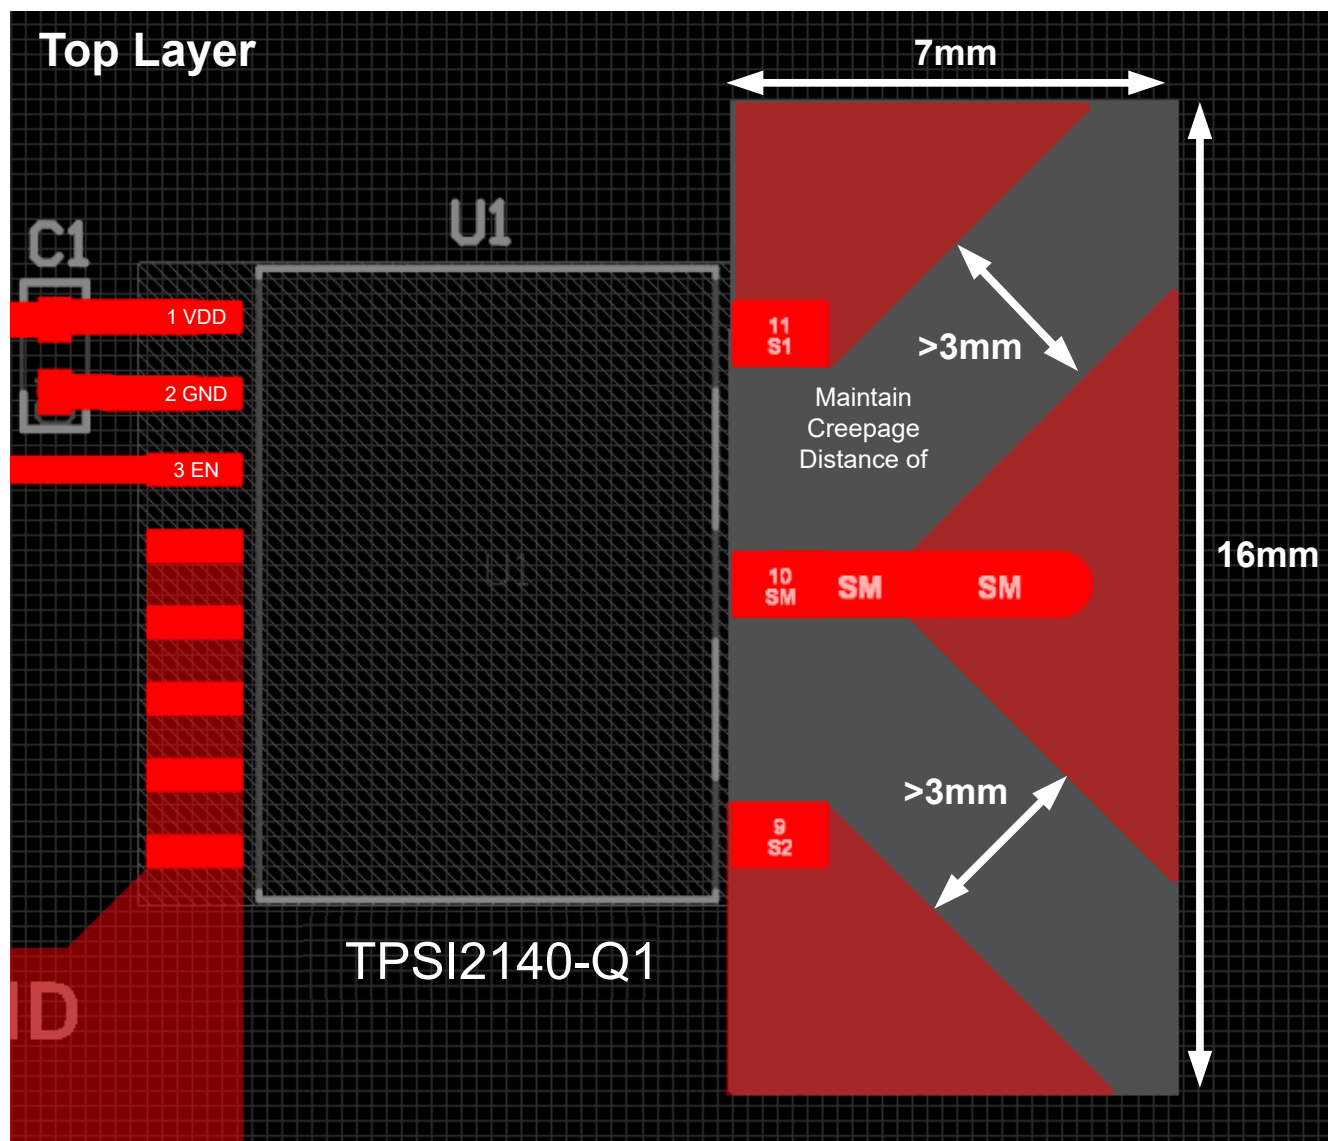 Top Layer
7mm
C1
U1
1 VDD
2 GND
3 EN
11
S1
>3mm
Maintain
Creepage
Distance of
16mm
U1
10
SM
SM
SM
>3mm
9
S2
TPSI2140-Q1
ID